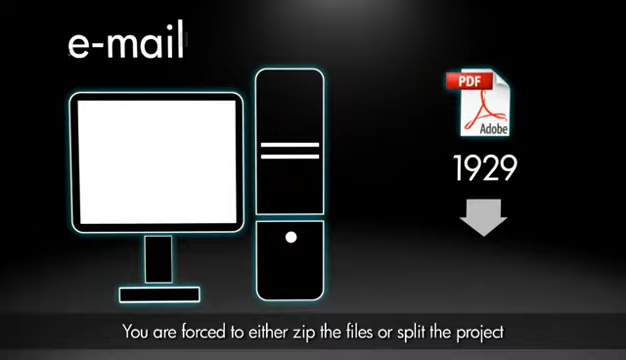 e-mail
PDF
Adobe
1929
You are forced to either zip the files or split the project